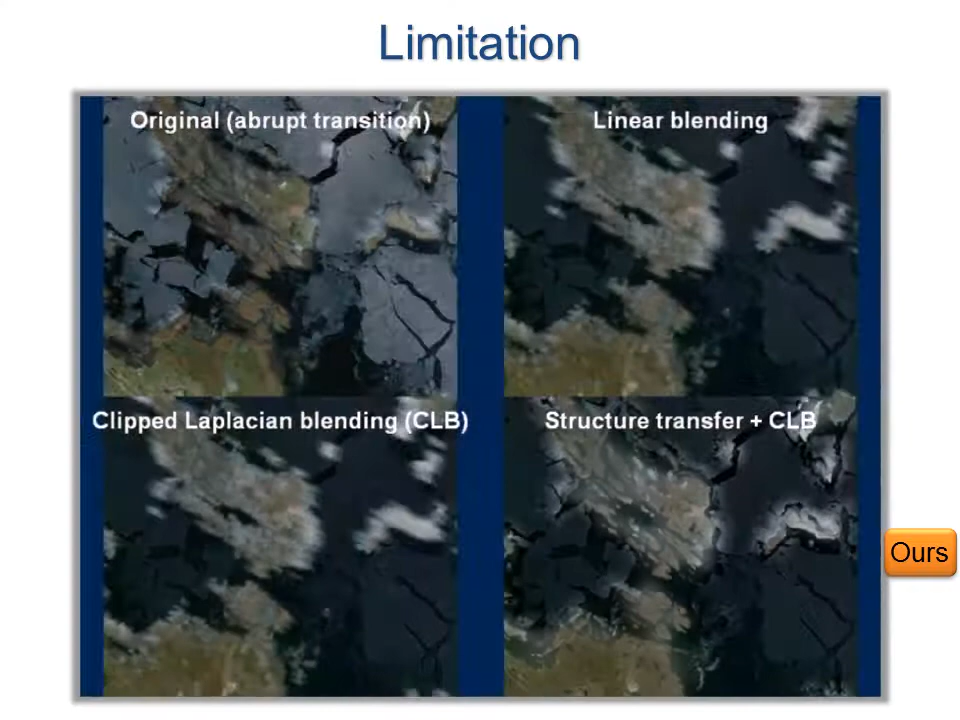 Limitation
Original (abrupt transition)
Linear blending
Clipped Laplacian blending (CLB)
Structure transfer + CLB
Ours